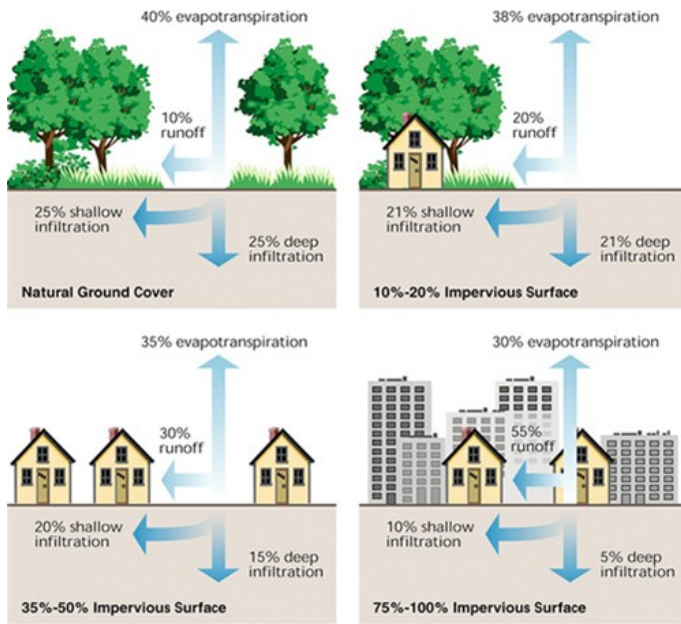 40% evapotranspiration
10%
runoff
25% shallow
infiltration
25% deep
infiltration
Natural Ground Cover
38% evapotranspiration
20%
runoff
21% shallow
infiltration
21% deep
infiltration
10%-20% Impervious Surface
35% evapotranspiration
30%
runoff
20% shallow
infiltration
15% deep
infiltration
35%-50% Impervious Surface
30% evapotranspiration
55%
runoff
10% shallow
infiltration
5% deep
infiltration
75%-100% Impervious Surface